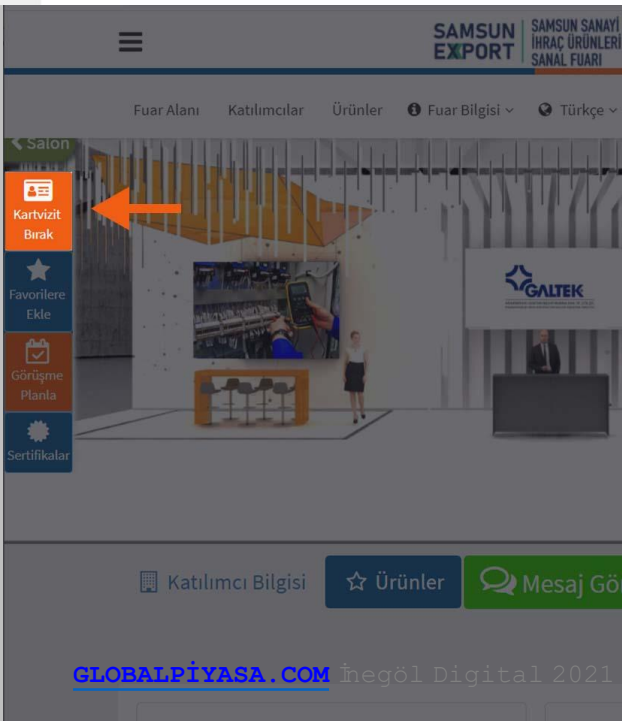 SAMSUN
EXPORT
SAMSUN SANAYİ
İHRAÇ ÜRÜNLERİ
SANAL FUARI
Fuar Alanı Katılımcılar Ürünler Fuar Bilgisi Türkçe
Salon
Kartvizit
Bırak
Favorilere
Ekle
Görüşme
Planla
Sertifikalar
GALTEK
Katılımcı Bilgisi Ürünler Mesaj Gö
GLOBALPİYASA.COM İnegöl Digital 2021